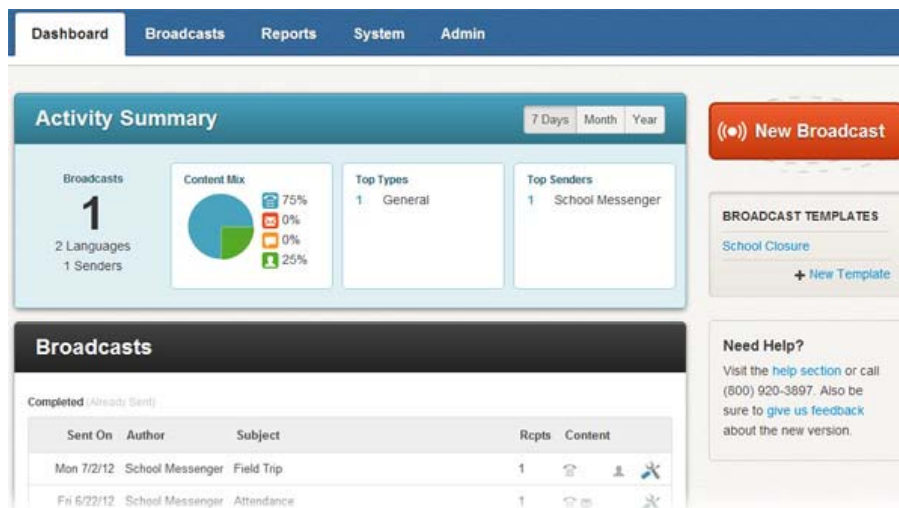 Dashboard Broadcasts Reports System Admin
Activity Summary
7 Days Month Year
Broadcasts
1
2 Languages
1 Senders
Content Mix
75%
0%
0%
25%
Top Types
1 General
Top Senders
1 School Messenger
((●)) New Broadcast
BROADCAST TEMPLATES
School Closure
+ New Template
Broadcasts
Completed (Already Sent)
Sent On Author Subject Rcpts Content
Mon 7/2/12 School Messenger Field Trip 1
Fri 6/22/12 School Messenger Attendance 1
Need Help?
Visit the help section or call
(800) 920-3897. Also be
sure to give us feedback
about the new version.